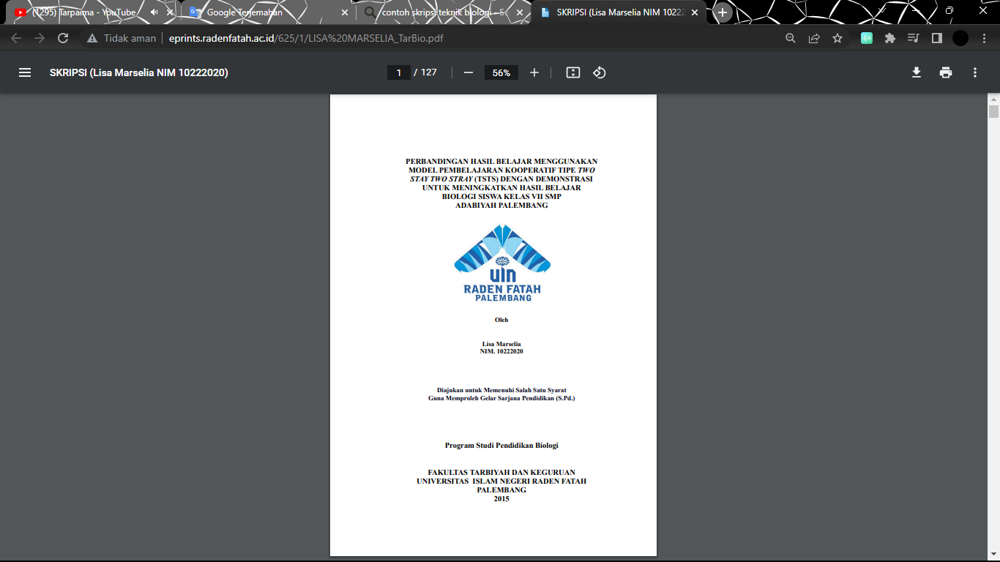 (1295) Tarpaima - YouTube
Google Terjemahan
contoh skripsi teknik biologi - Se
SKRIPSI (Lisa Marselia NIM 10222
Tidak aman
eprints.radenfatah.ac.id/625/1/LISA%20MARSELIA_TarBio.pdf
SKRIPSI (Lisa Marselia NIM 10222020)
1 / 127
56%
PERBANDINGAN HASIL BELAJAR MENGGUNAKAN
MODEL PEMBELAJARAN KOOPERATIF TIPE TWO
STAY TWO STRAY (TSTS) DENGAN DEMONSTRASI
UNTUK MENINGKATKAN HASIL BELAJAR
BIOLOGI SISWA KELAS VII SMP
ADABIYAH PALEMBANG
uin
RADEN FATAH
PALEMBANG
Oleh
Lisa Marselia
NIM. 10222020
Diajukan untuk Memenuhi Salah Satu Syarat
Guna Memproleh Gelar Sarjana Pendidikan (S.Pd.)
Program Studi Pendidikan Biologi
FAKULTAS TARBIYAH DAN KEGURUAN
UNIVERSITAS ISLAM NEGERI RADEN FATAH
PALEMBANG
2015